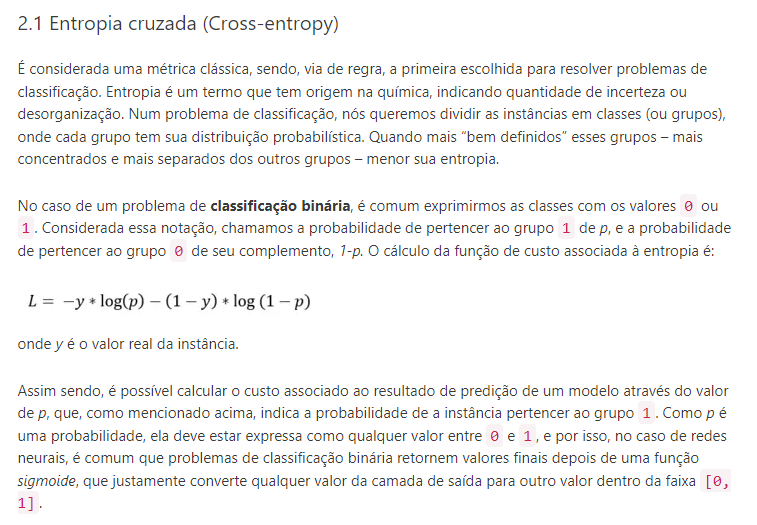 2.1 Entropia cruzada (Cross-entropy)
É considerada uma métrica clássica, sendo, via de regra, a primeira escolhida para resolver problemas de
classificação. Entropia é um termo que tem origem na química, indicando quantidade de incerteza ou
desorganização. Num problema de classificação, nós queremos dividir as instâncias em classes (ou grupos),
onde cada grupo tem sua distribuição probabilística. Quando mais “bem definidos” esses grupos – mais
concentrados e mais separados dos outros grupos – menor sua entropia.
No caso de um problema de classificação binária, é comum exprimirmos as classes com os valores 0 ou
1. Considerada essa notação, chamamos a probabilidade de pertencer ao grupo 1 de p, e a probabilidade
de pertencer ao grupo 0 de seu complemento, 1-p. O cálculo da função de custo associada à entropia é:
L = −y ∗ log(p) − (1 − y) ∗ log (1 − p)
onde y é o valor real da instância.
Assim sendo, é possível calcular o custo associado ao resultado de predição de um modelo através do valor
de p, que, como mencionado acima, indica a probabilidade de a instância pertencer ao grupo 1. Como p é
uma probabilidade, ela deve estar expressa como qualquer valor entre 0 e 1, e por isso, no caso de redes
neurais, é comum que problemas de classificação binária retornem valores finais depois de uma função
sigmoide, que justamente converte qualquer valor da camada de saída para outro valor dentro da faixa [0,
1].